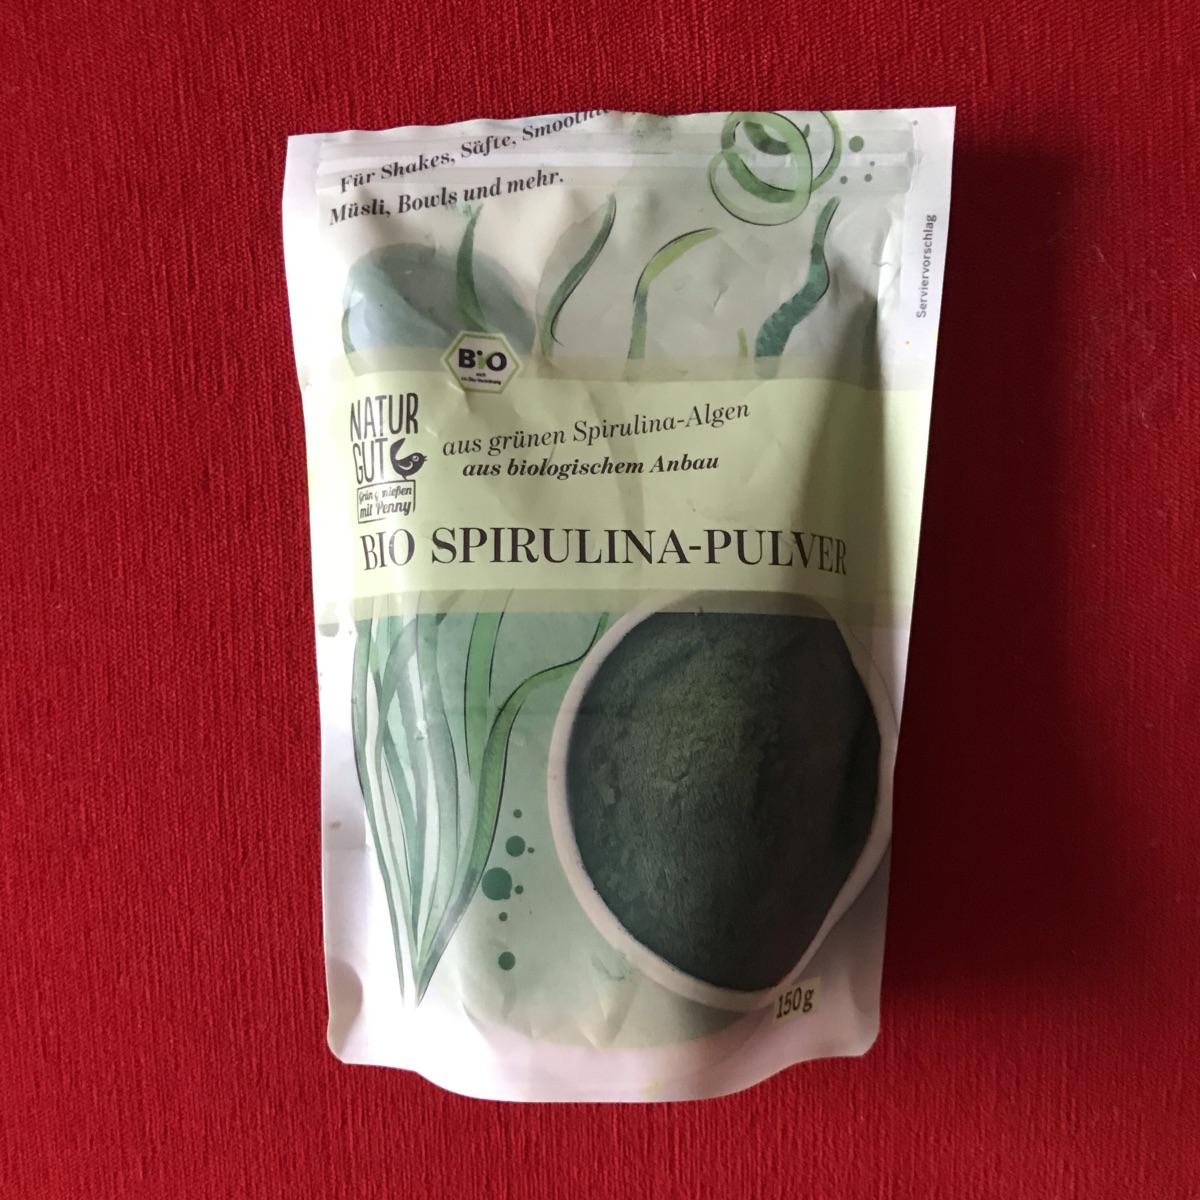 Für Shakes, Säfte,
Müsli, Bowls und mehr.
Serviervorschlag
BiO
nach
NATUR
GUT
Grün genießen
mit Penny
aus grünen Spirulina-Algen
aus biologischem Anbau
BIO SPIRULINA-PULVER
150g